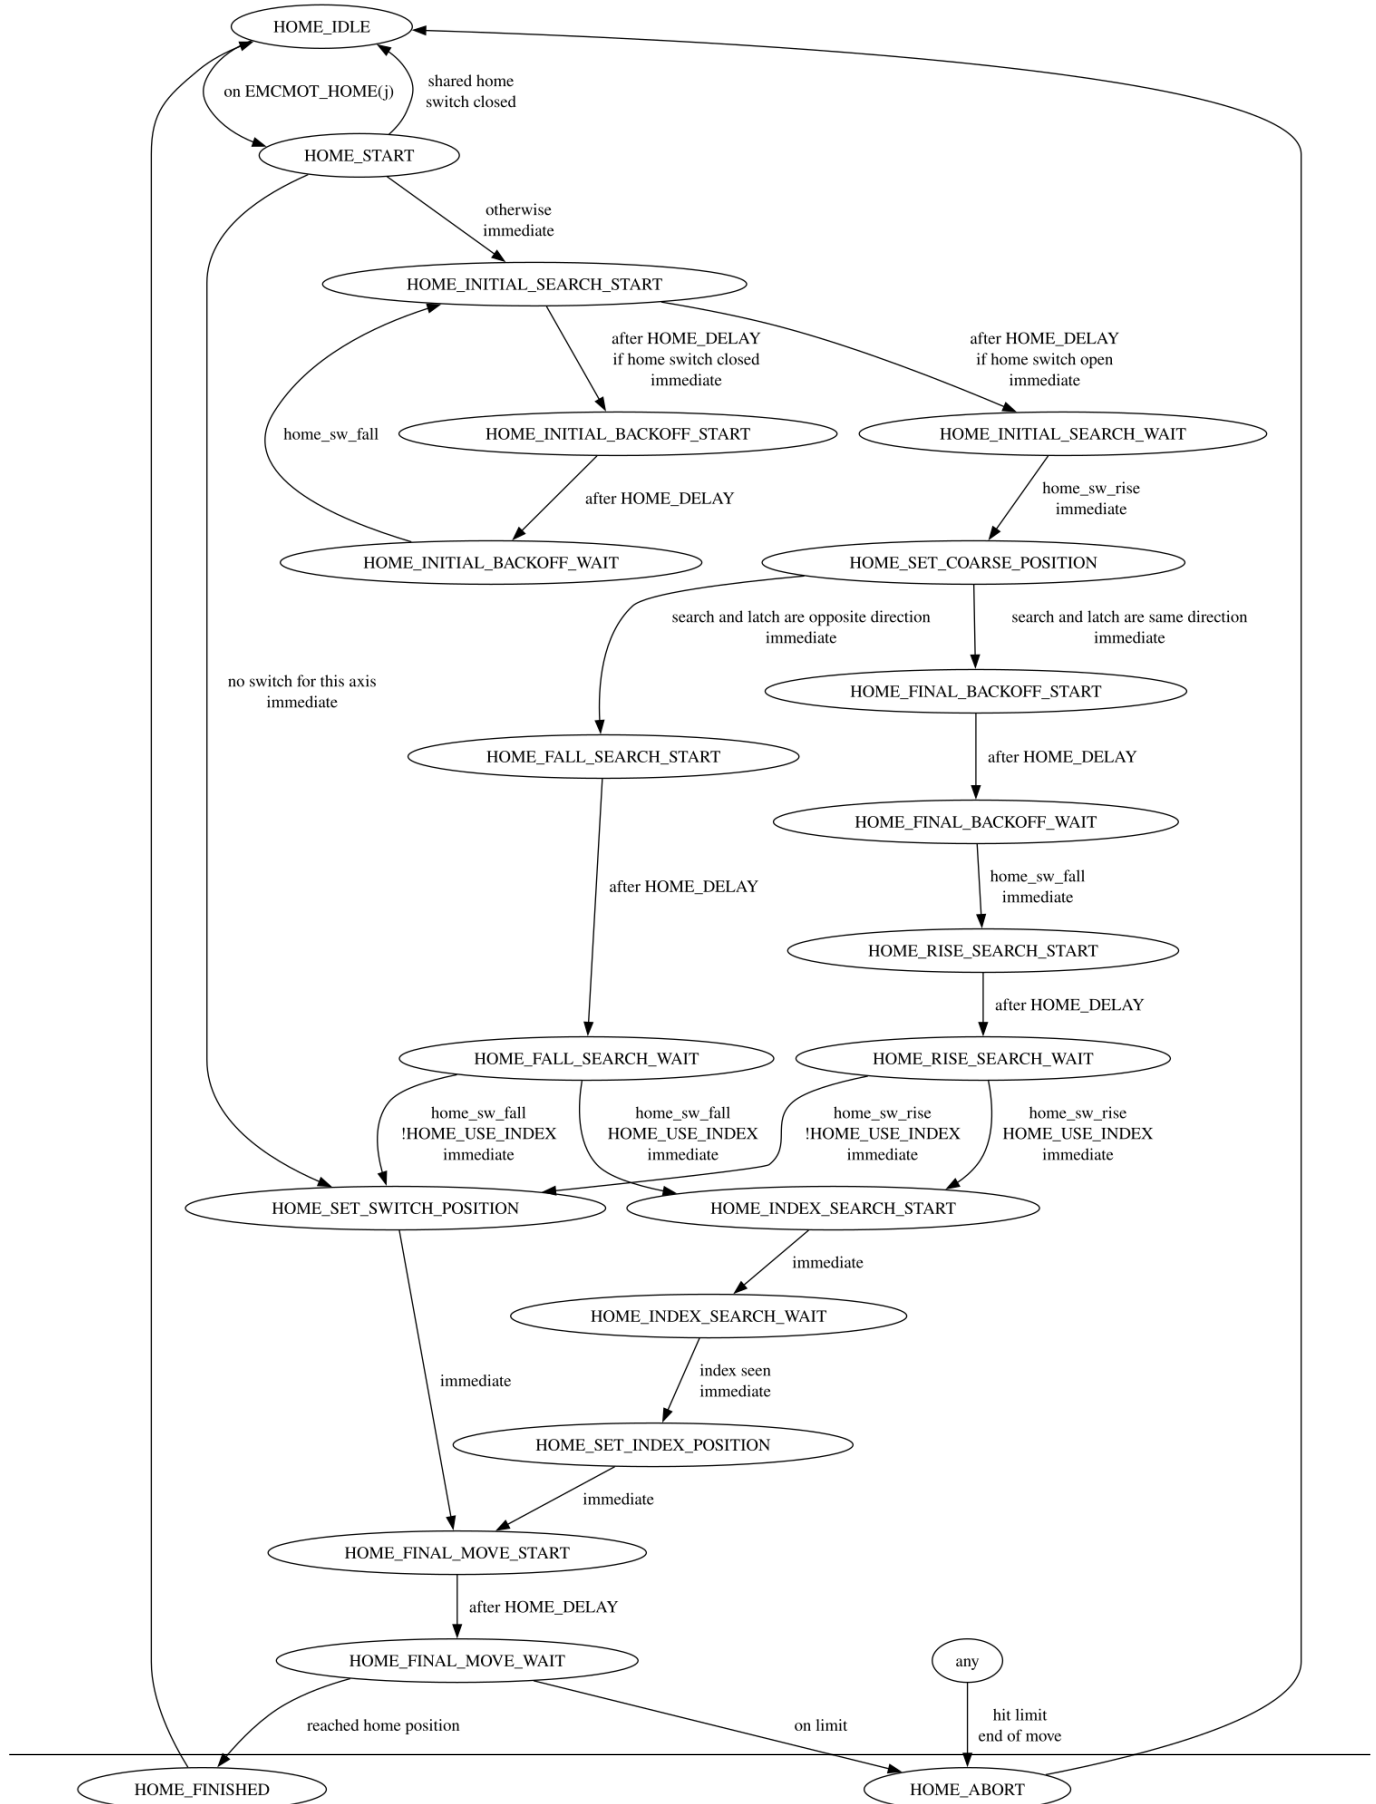 HOME_IDLE
on EMCMOT_HOME(j)
shared home
switch closed
HOME_START
otherwise
immediate
HOME_INITIAL_SEARCH_START
after HOME_DELAY
if home switch closed
immediate
after HOME_DELAY
if home switch open
immediate
home_sw_fall
HOME_INITIAL_BACKOFF_START
HOME_INITIAL_SEARCH_WAIT
after HOME_DELAY
home_sw_rise
immediate
HOME_INITIAL_BACKOFF_WAIT
HOME_SET_COARSE_POSITION
search and latch are opposite direction
immediate
search and latch are same direction
immediate
no switch for this axis
immediate
HOME_FINAL_BACKOFF_START
HOME_FALL_SEARCH_START
after HOME_DELAY
HOME_FINAL_BACKOFF_WAIT
after HOME_DELAY
home_sw_fall
immediate
HOME_RISE_SEARCH_START
after HOME_DELAY
HOME_FALL_SEARCH_WAIT
HOME_RISE_SEARCH_WAIT
home_sw_fall
!HOME_USE_INDEX
immediate
home_sw_fall
HOME_USE_INDEX
immediate
home_sw_rise
!HOME_USE_INDEX
immediate
home_sw_rise
HOME_USE_INDEX
immediate
HOME_SET_SWITCH_POSITION
HOME_INDEX_SEARCH_START
immediate
HOME_INDEX_SEARCH_WAIT
immediate
index seen
immediate
HOME_SET_INDEX_POSITION
immediate
HOME_FINAL_MOVE_START
after HOME_DELAY
HOME_FINAL_MOVE_WAIT
any
reached home position
on limit
hit limit
end of move
HOME_FINISHED
HOME_ABORT